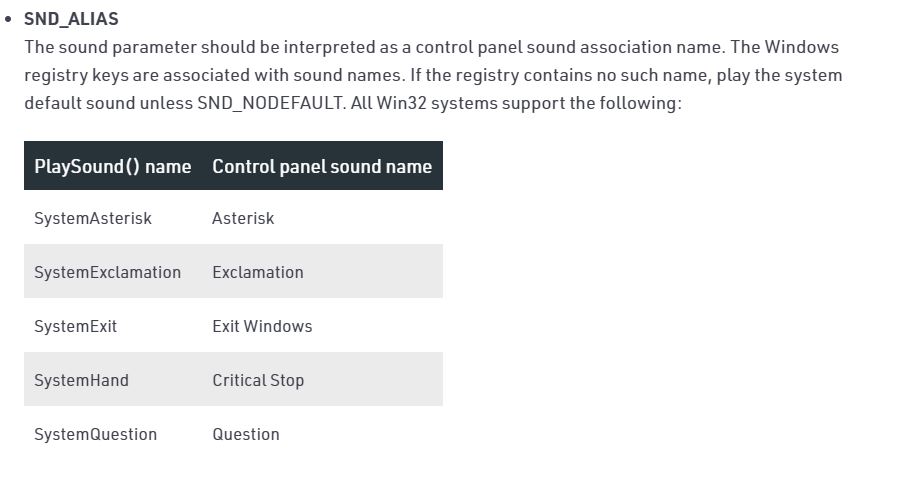 • SND_ALIAS
The sound parameter should be interpreted as a control panel sound association name. The Windows
registry keys are associated with sound names. If the registry contains no such name, play the system
default sound unless SND_NODEFAULT. All Win32 systems support the following:
PlaySound() name Control panel sound name
SystemAsterisk Asterisk
SystemExclamation Exclamation
SystemExit Exit Windows
SystemHand Critical Stop
SystemQuestion Question